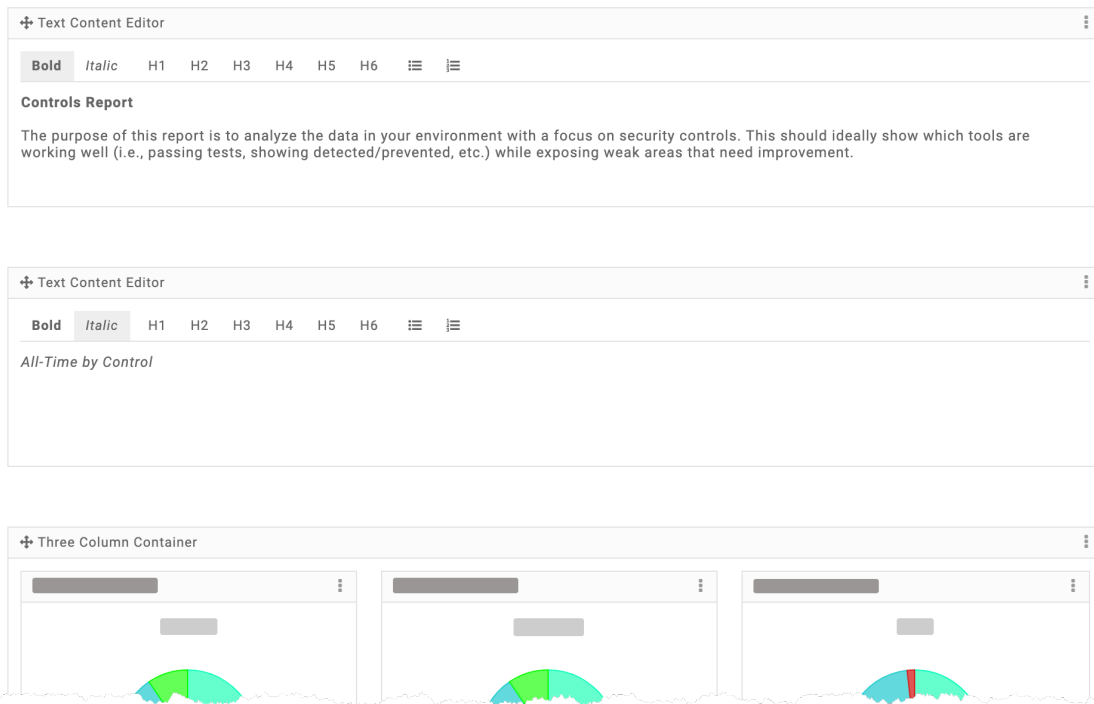 Text Content Editor
Bold Italic H1 H2 H3 H4 H5 H6
Controls Report
The purpose of this report is to analyze the data in your environment with a focus on security controls. This should ideally show which tools are
working well (i.e., passing tests, showing detected/prevented, etc.) while exposing weak areas that need improvement.
Text Content Editor
Bold Italic H1 H2 H3 H4 H5 H6
All-Time by Control
Three Column Container